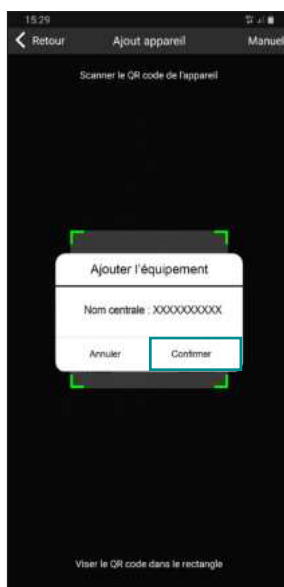 15:29
Retour Ajout appareil Manuel
Scanner le QR code de l'appareil
Ajouter l'équipement
Nom centrale : XXXXXXXXXX
Annuler Confirmer
Viser le QR code dans le rectangle